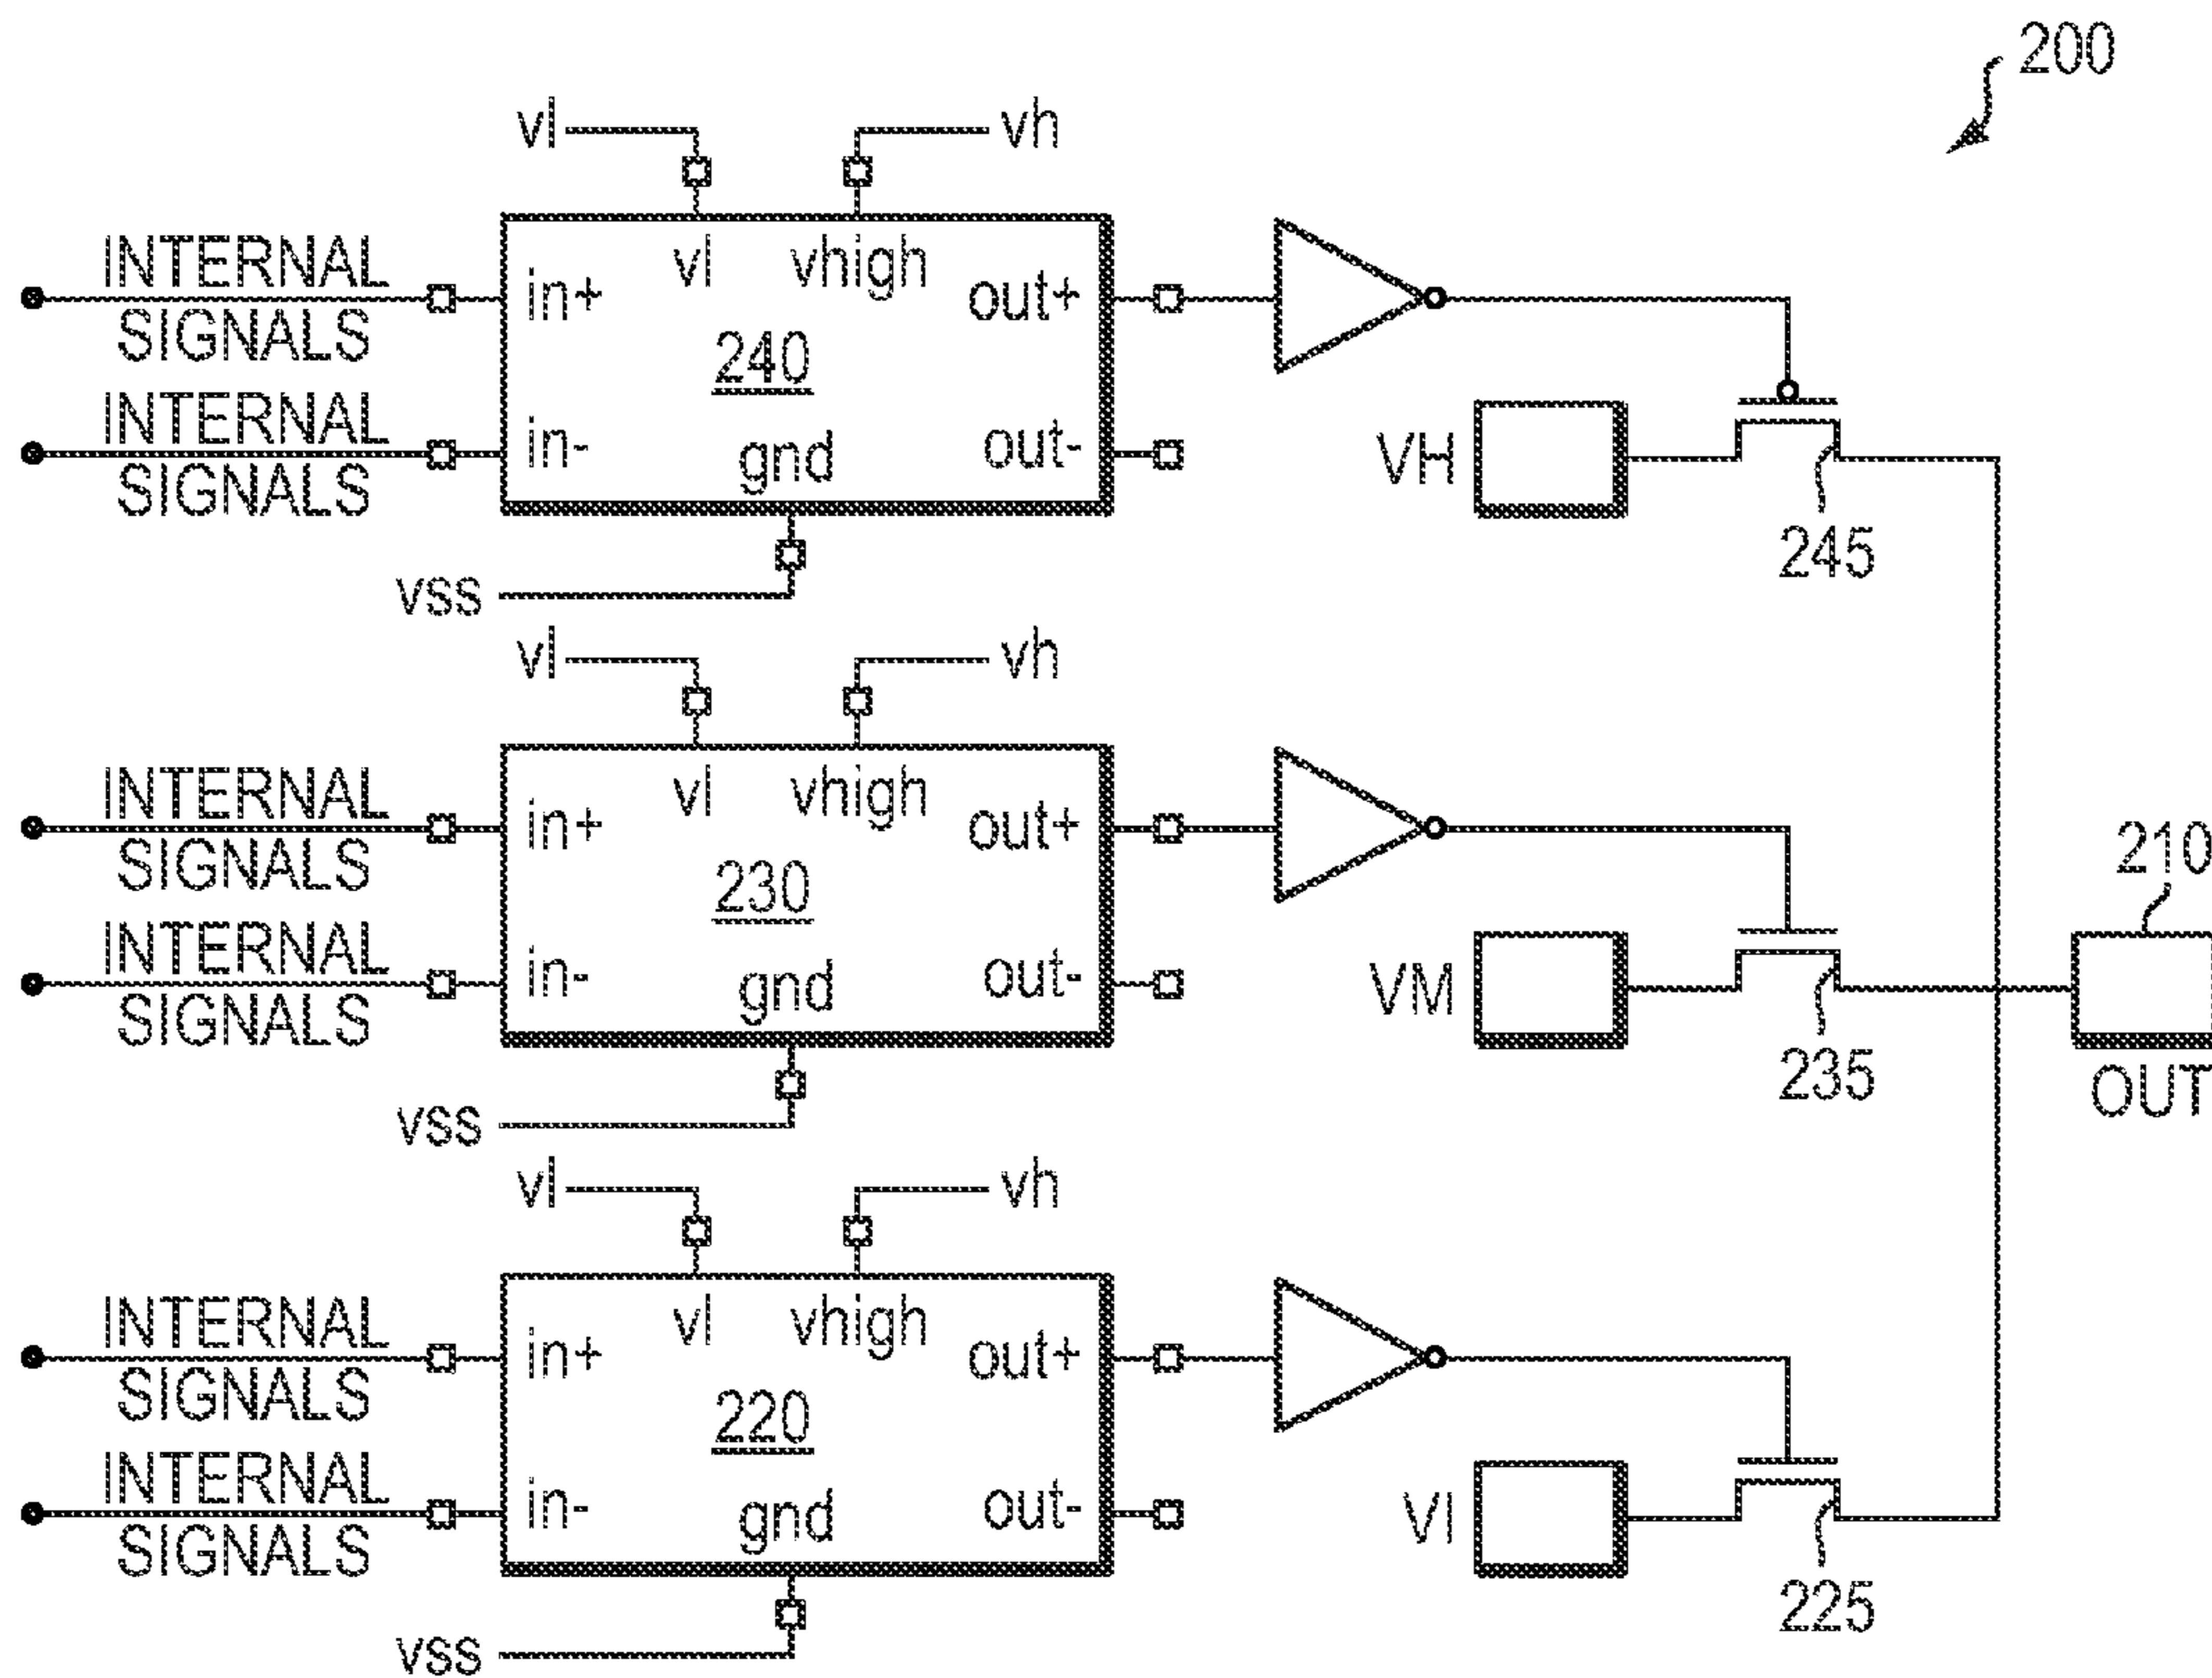 200
vl vh
INTERNAL
SIGNALS
in+ vl vhigh out+
240
INTERNAL
SIGNALS
in- gnd out-
VH
245
vss
vl vh
INTERNAL
SIGNALS
in+ vl vhigh out+
230
210
INTERNAL
SIGNALS
in- gnd out-
VM
235
OUT
vss
vl vh
INTERNAL
SIGNALS
in+ vl vhigh out+
220
INTERNAL
SIGNALS
in- gnd out-
Vl
225
vss